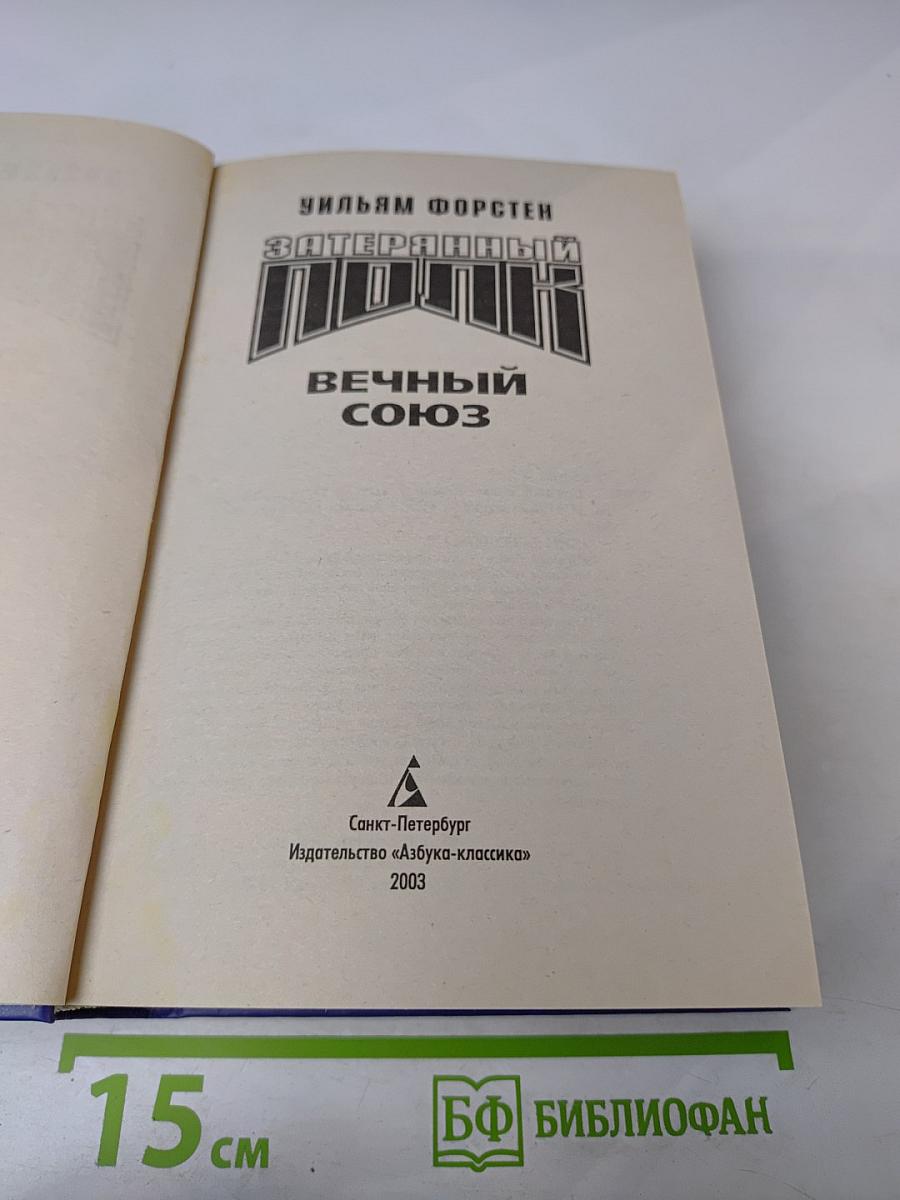 УИЛЬЯМ ФОРСТЕН
ЗАТЕРЯННЫЙ
ПОЛК
ВЕЧНЫЙ
СОЮЗ
Санкт-Петербург
Издательство «Азбука-классика»
2003
15 см
БФ БИБЛИОФАН